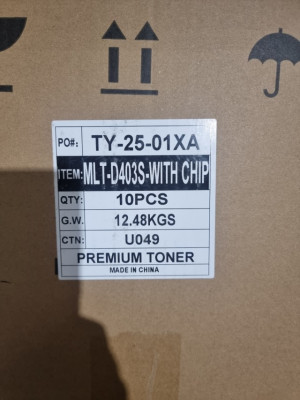 PO#: TY-25-01XA
ITEM: MLT-D403S-WITH CHIP
QTY: 10PCS
G.W. 12.48KGS
CTN: U049
PREMIUM TONER
MADE IN CHINA